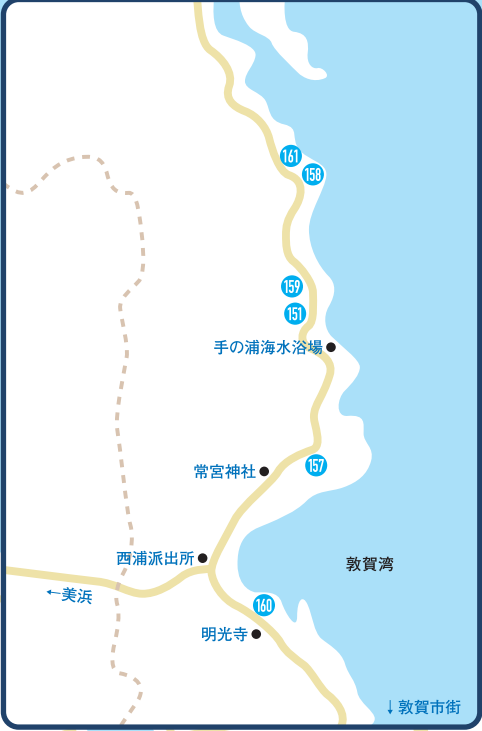 161
158
159
151
手の浦海水浴場
157
常宮神社
西浦派出所
敦賀湾
←美浜
160
明光寺
↓敦賀市街